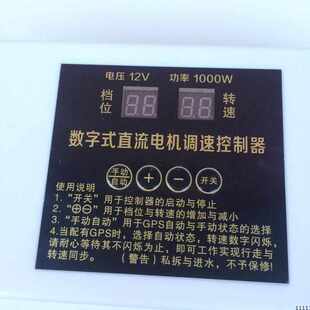 电压 12V 功率 1000W
档位 88 88 转速
数字式直流电机调速控制器
手动/自动 + - 开关
使用说明
1. “开关”用于控制器的启动与停止
2. “⊕⊖”用于档位与转速的增加与减小
3. “手动自动”用于GPS自动与手动状态的选择
4.当配有GPS时，选择自动状态，转速数字闪烁，
请耐心等待其不闪烁为止，即可工作实现行走与
转速同步。（警告）私拆与进水，不予保修!